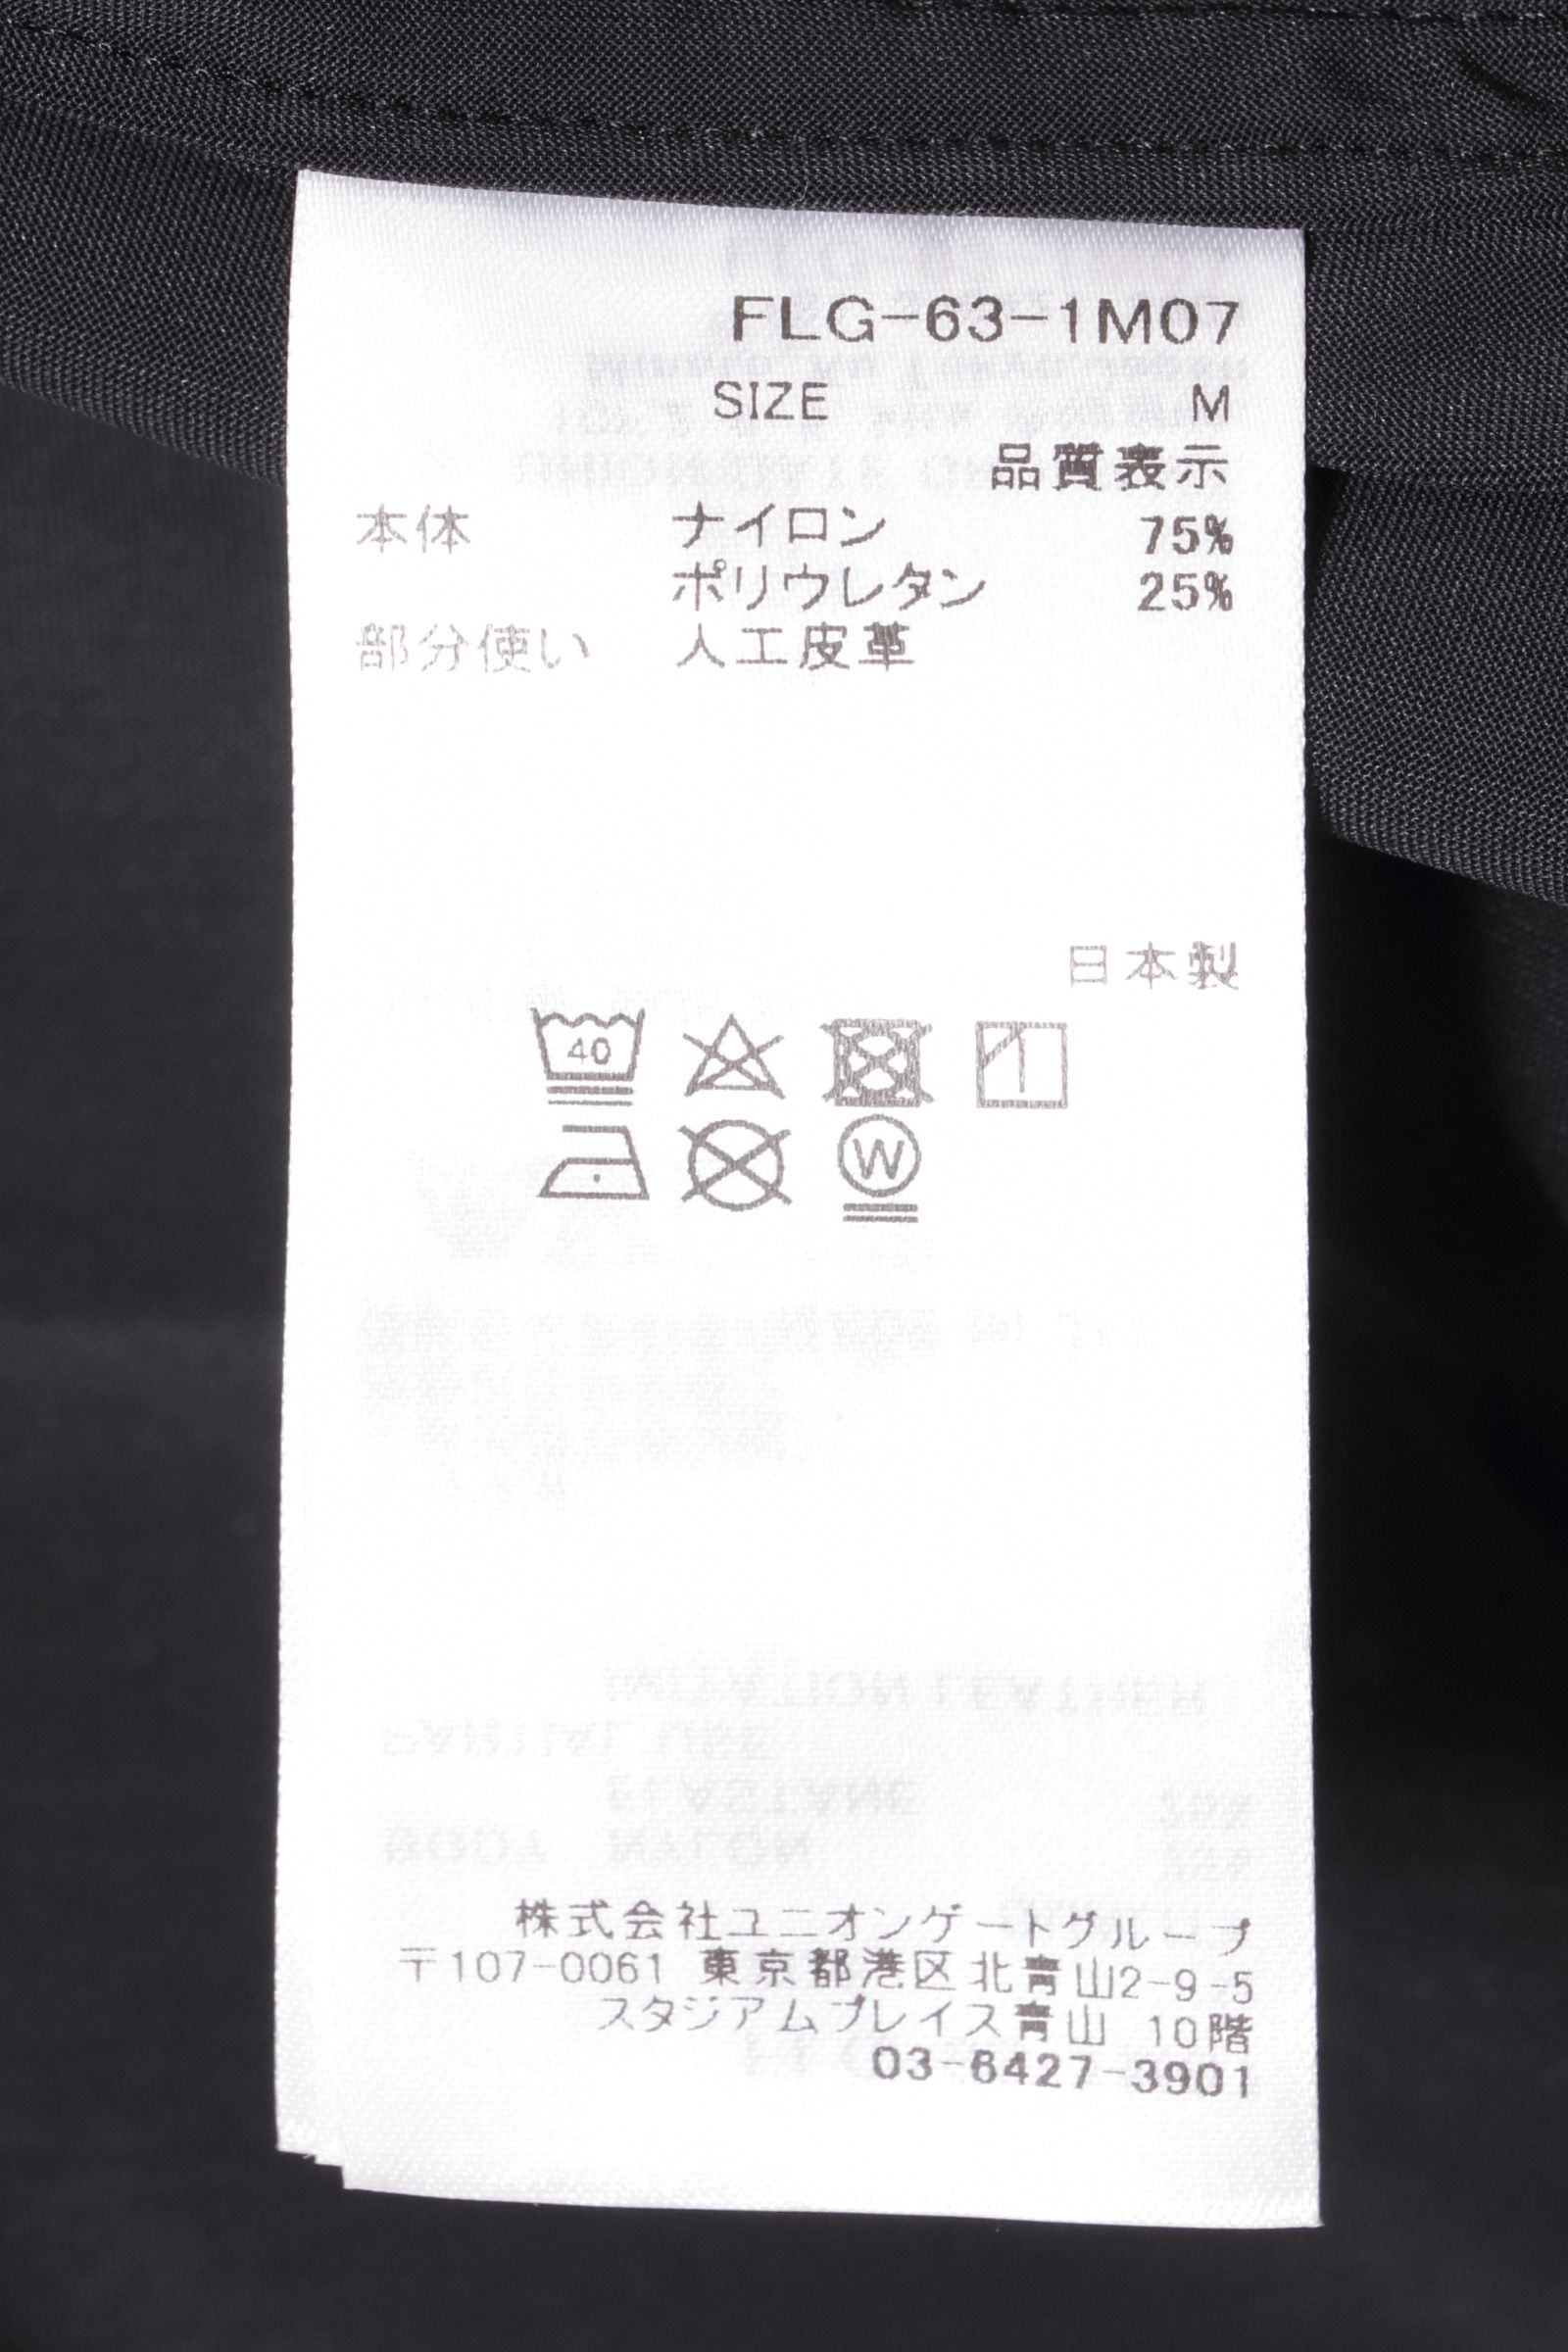 FLG-63-1M07
SIZE M
品質表示
本体 ナイロン 75%
ポリウレタン 25%
部分使い 人工皮革
日本製
40
W
株式会社ユニオンゲートグループ
〒107-0061 東京都港区北青山2-9-5
スタジアムプレイス青山 10階
03-6427-3901